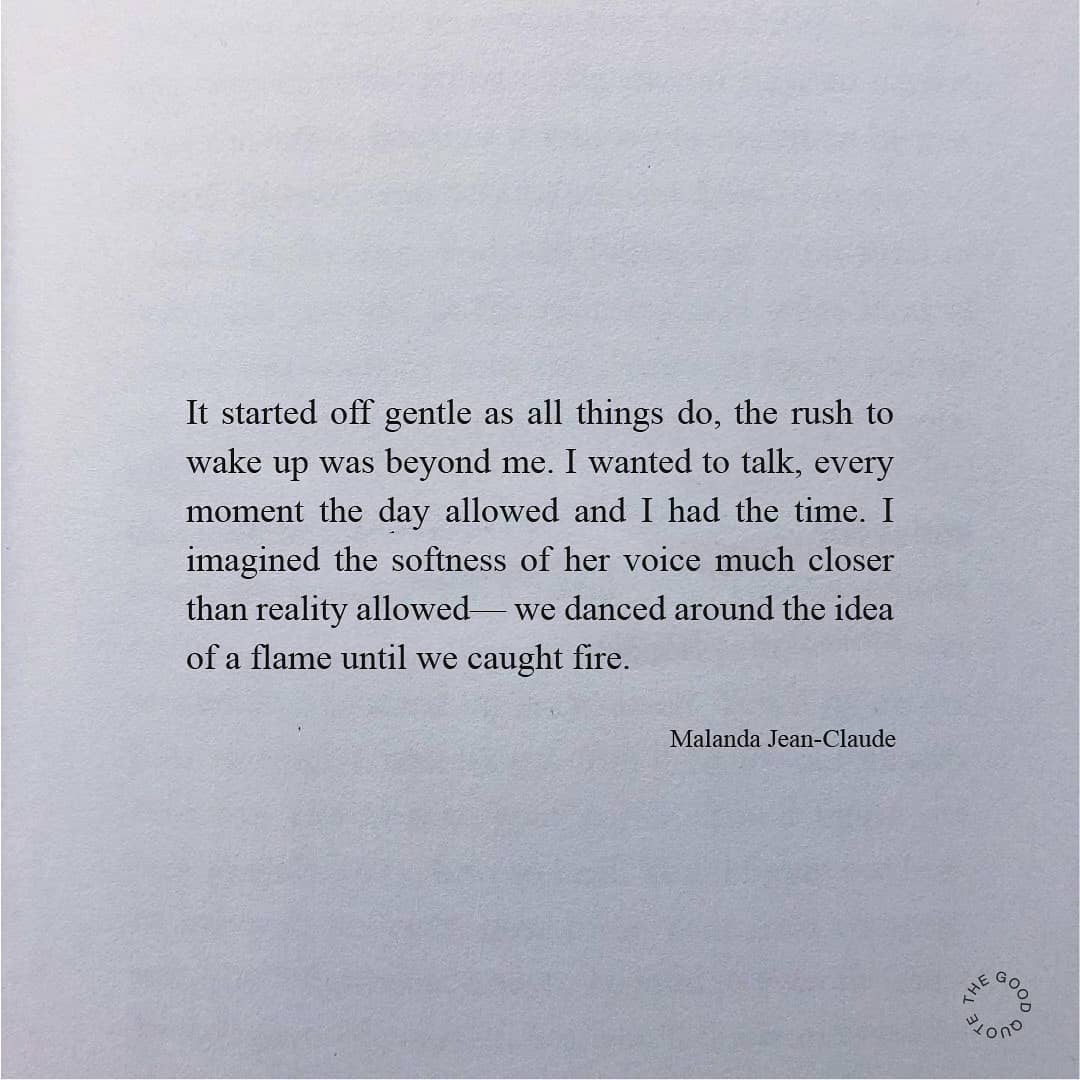 It started off gentle as all things do, the rush to
wake up was beyond me. I wanted to talk, every
moment the day allowed and I had the time. I
imagined the softness of her voice much closer
than reality allowed— we danced around the idea
of a flame until we caught fire.
Malanda Jean-Claude
THE GOOD QUOTE